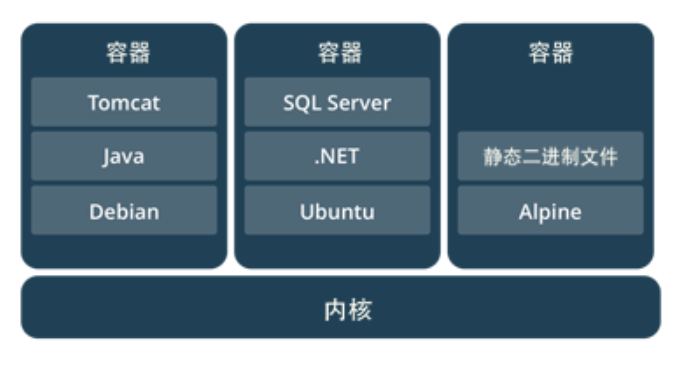 容器
Tomcat
Java
Debian
容器
SQL Server
.NET
Ubuntu
容器
静态二进制文件
Alpine
内核